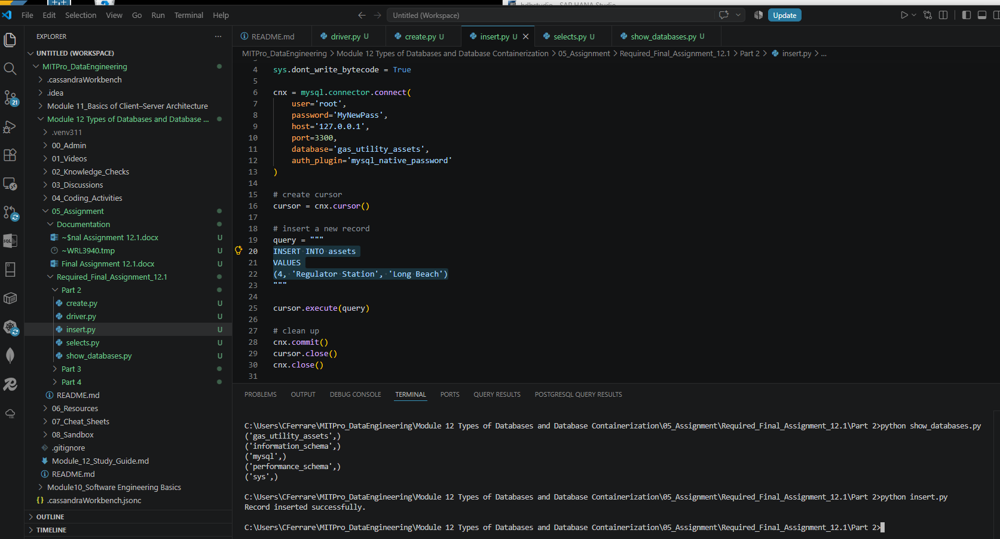 hdbstudio - SAP HANA Studio
File Edit Selection View Go Run Terminal Help
Untitled (Workspace)
Update
EXPLORER
UNTITLED (WORKSPACE)
MITPro_DataEngineering
.cassandraWorkbench
.idea
Module 11_Basics of Client–Server Architecture
Module 12 Types of Databases and Database ...
.venv311
00_Admin
01_Videos
02_Knowledge_Checks
03_Discussions
04_Coding_Activities
05_Assignment
Documentation
~$nal Assignment 12.1.docx U
~WRL3940.tmp U
Final Assignment 12.1.docx U
Required_Final_Assignment_12.1
Part 2
create.py U
driver.py U
insert.py U
selects.py U
show_databases.py U
Part 3
Part 4
README.md
06_Resources
07_Cheat_Sheets
08_Sandbox
.gitignore
Module_12_Study_Guide.md
README.md
Module10_Software Engineering Basics
.cassandraWorkbench.jsonc
OUTLINE
TIMELINE
21
SQL
CQL
README.md driver.py U create.py U insert.py U selects.py U show_databases.py U
MITPro_DataEngineering > Module 12 Types of Databases and Database Containerization > 05_Assignment > Required_Final_Assignment_12.1 > Part 2 > insert.py > ...
4 sys.dont_write_bytecode = True
5
6 cnx = mysql.connector.connect(
7 user='root',
8 password='MyNewPass',
9 host='127.0.0.1',
10 port=3300,
11 database='gas_utility_assets',
12 auth_plugin='mysql_native_password'
13 )
14
15 # create cursor
16 cursor = cnx.cursor()
17
18 # insert a new record
19 query = """
20 INSERT INTO assets
21 VALUES
22 (4, 'Regulator Station', 'Long Beach')
23 """
24
25 cursor.execute(query)
26
27 # clean up
28 cnx.commit()
29 cursor.close()
30 cnx.close()
31
PROBLEMS OUTPUT DEBUG CONSOLE TERMINAL PORTS QUERY RESULTS POSTGRESQL QUERY RESULTS
C:\Users\CFerrare\MITPro_DataEngineering\Module 12 Types of Databases and Database Containerization\05_Assignment\Required_Final_Assignment_12.1\Part 2>python show_databases.py
('gas_utility_assets',)
('information_schema',)
('mysql',)
('performance_schema',)
('sys',)
C:\Users\CFerrare\MITPro_DataEngineering\Module 12 Types of Databases and Database Containerization\05_Assignment\Required_Final_Assignment_12.1\Part 2>python insert.py
Record inserted successfully.
C:\Users\CFerrare\MITPro_DataEngineering\Module 12 Types of Databases and Database Containerization\05_Assignment\Required_Final_Assignment_12.1\Part 2>